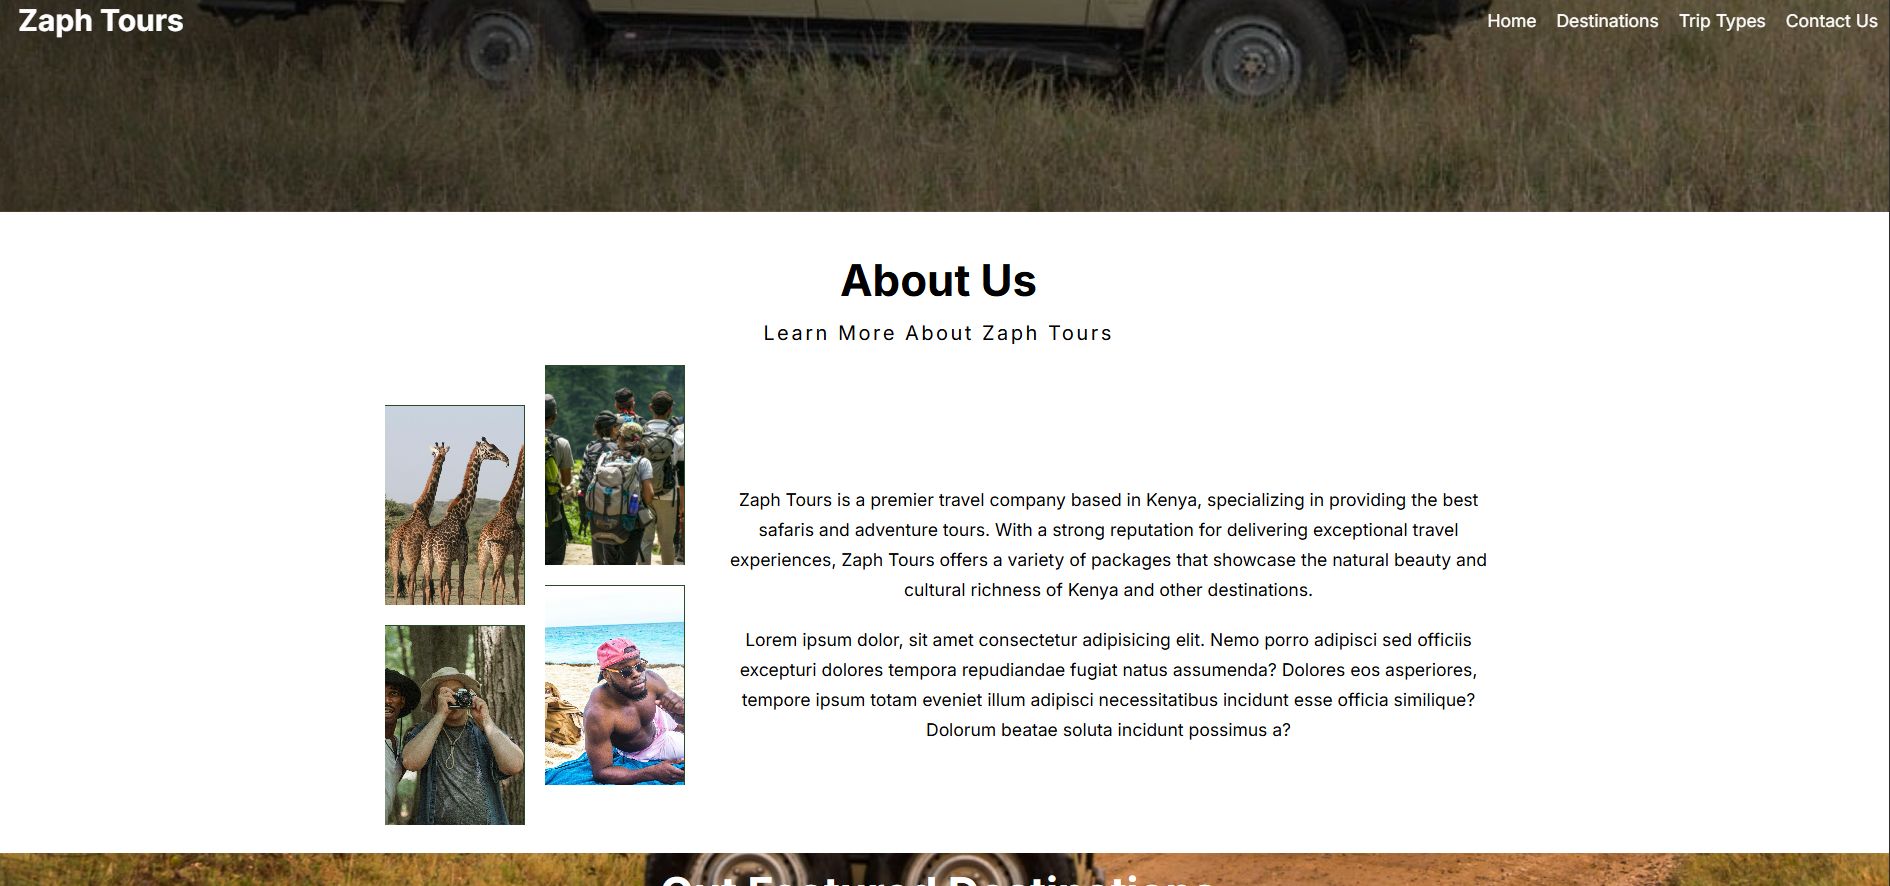 Zaph Tours
Home Destinations Trip Types Contact Us
About Us
Learn More About Zaph Tours
Zaph Tours is a premier travel company based in Kenya, specializing in providing the best
safaris and adventure tours. With a strong reputation for delivering exceptional travel
experiences, Zaph Tours offers a variety of packages that showcase the natural beauty and
cultural richness of Kenya and other destinations.
Lorem ipsum dolor, sit amet consectetur adipisicing elit. Nemo porro adipisci sed officiis
excepturi dolores tempora repudiandae fugiat natus assumenda? Dolores eos asperiores,
tempore ipsum totam eveniet illum adipisci necessitatibus incidunt esse officia similique?
Dolorum beatae soluta incidunt possimus a?
Featured Destinations